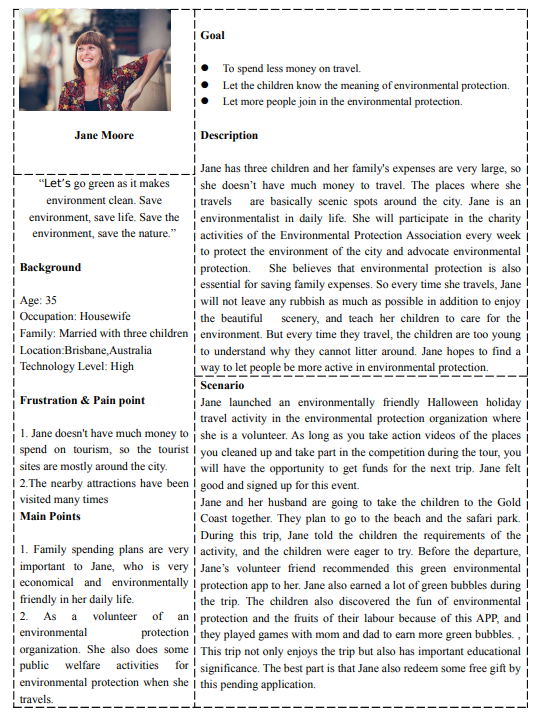 Jane Moore
“Let’s go green as it makes
environment clean. Save
environment, save life. Save the
environment, save the nature.”
Background
Age: 35
Occupation: Housewife
Family: Married with three children
Location:Brisbane,Australia
Technology Level: High
Frustration & Pain point
1. Jane doesn't have much money to
spend on tourism, so the tourist
sites are mostly around the city.
2.The nearby attractions have been
visited many times
Main Points
1. Family spending plans are very
important to Jane, who is very
economical and environmentally
friendly in her daily life.
2. As a volunteer of an
environmental protection
organization. She also does some
public welfare activities for
environmental protection when she
travels.
Goal
● To spend less money on travel.
● Let the children know the meaning of environmental protection.
● Let more people join in the environmental protection.
Description
Jane has three children and her family's expenses are very large, so
she doesn’t have much money to travel. The places where she
travels are basically scenic spots around the city. Jane is an
environmentalist in daily life. She will participate in the charity
activities of the Environmental Protection Association every week
to protect the environment of the city and advocate environmental
protection. She believes that environmental protection is also
essential for saving family expenses. So every time she travels, Jane
will not leave any rubbish as much as possible in addition to enjoy
the beautiful scenery, and teach her children to care for the
environment. But every time they travel, the children are too young
to understand why they cannot litter around. Jane hopes to find a
way to let people be more active in environmental protection.
Scenario
Jane launched an environmentally friendly Halloween holiday
travel activity in the environmental protection organization where
she is a volunteer. As long as you take action videos of the places
you cleaned up and take part in the competition during the tour, you
will have the opportunity to get funds for the next trip. Jane felt
good and signed up for this event.
Jane and her husband are going to take the children to the Gold
Coast together. They plan to go to the beach and the safari park.
During this trip, Jane told the children the requirements of the
activity, and the children were eager to try. Before the departure,
Jane’s volunteer friend recommended this green environmental
protection app to her. Jane also earned a lot of green bubbles during
the trip. The children also discovered the fun of environmental
protection and the fruits of their labour because of this APP, and
they played games with mom and dad to earn more green bubbles. ,
This trip not only enjoys the trip but also has important educational
significance. The best part is that Jane also redeem some free gift by
this pending application.